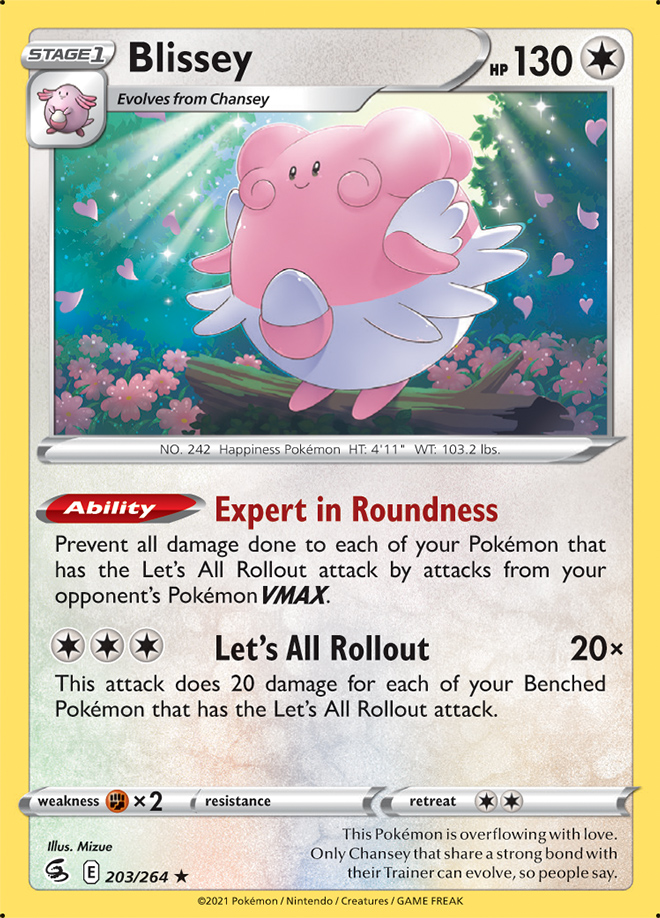 STAGE 1
Blissey
HP 130
Evolves from Chansey
NO. 242 Happiness Pokémon HT: 4'11" WT: 103.2 lbs.
Ability Expert in Roundness
Prevent all damage done to each of your Pokémon that
has the Let's All Rollout attack by attacks from your
opponent's Pokémon VMAX.
Let's All Rollout 20×
This attack does 20 damage for each of your Benched
Pokémon that has the Let's All Rollout attack.
weakness ×2 resistance retreat
Illus. Mizue
E 203/264 ★
This Pokémon is overflowing with love.
Only Chansey that share a strong bond with
their Trainer can evolve, so people say.
©2021 Pokémon / Nintendo / Creatures / GAME FREAK